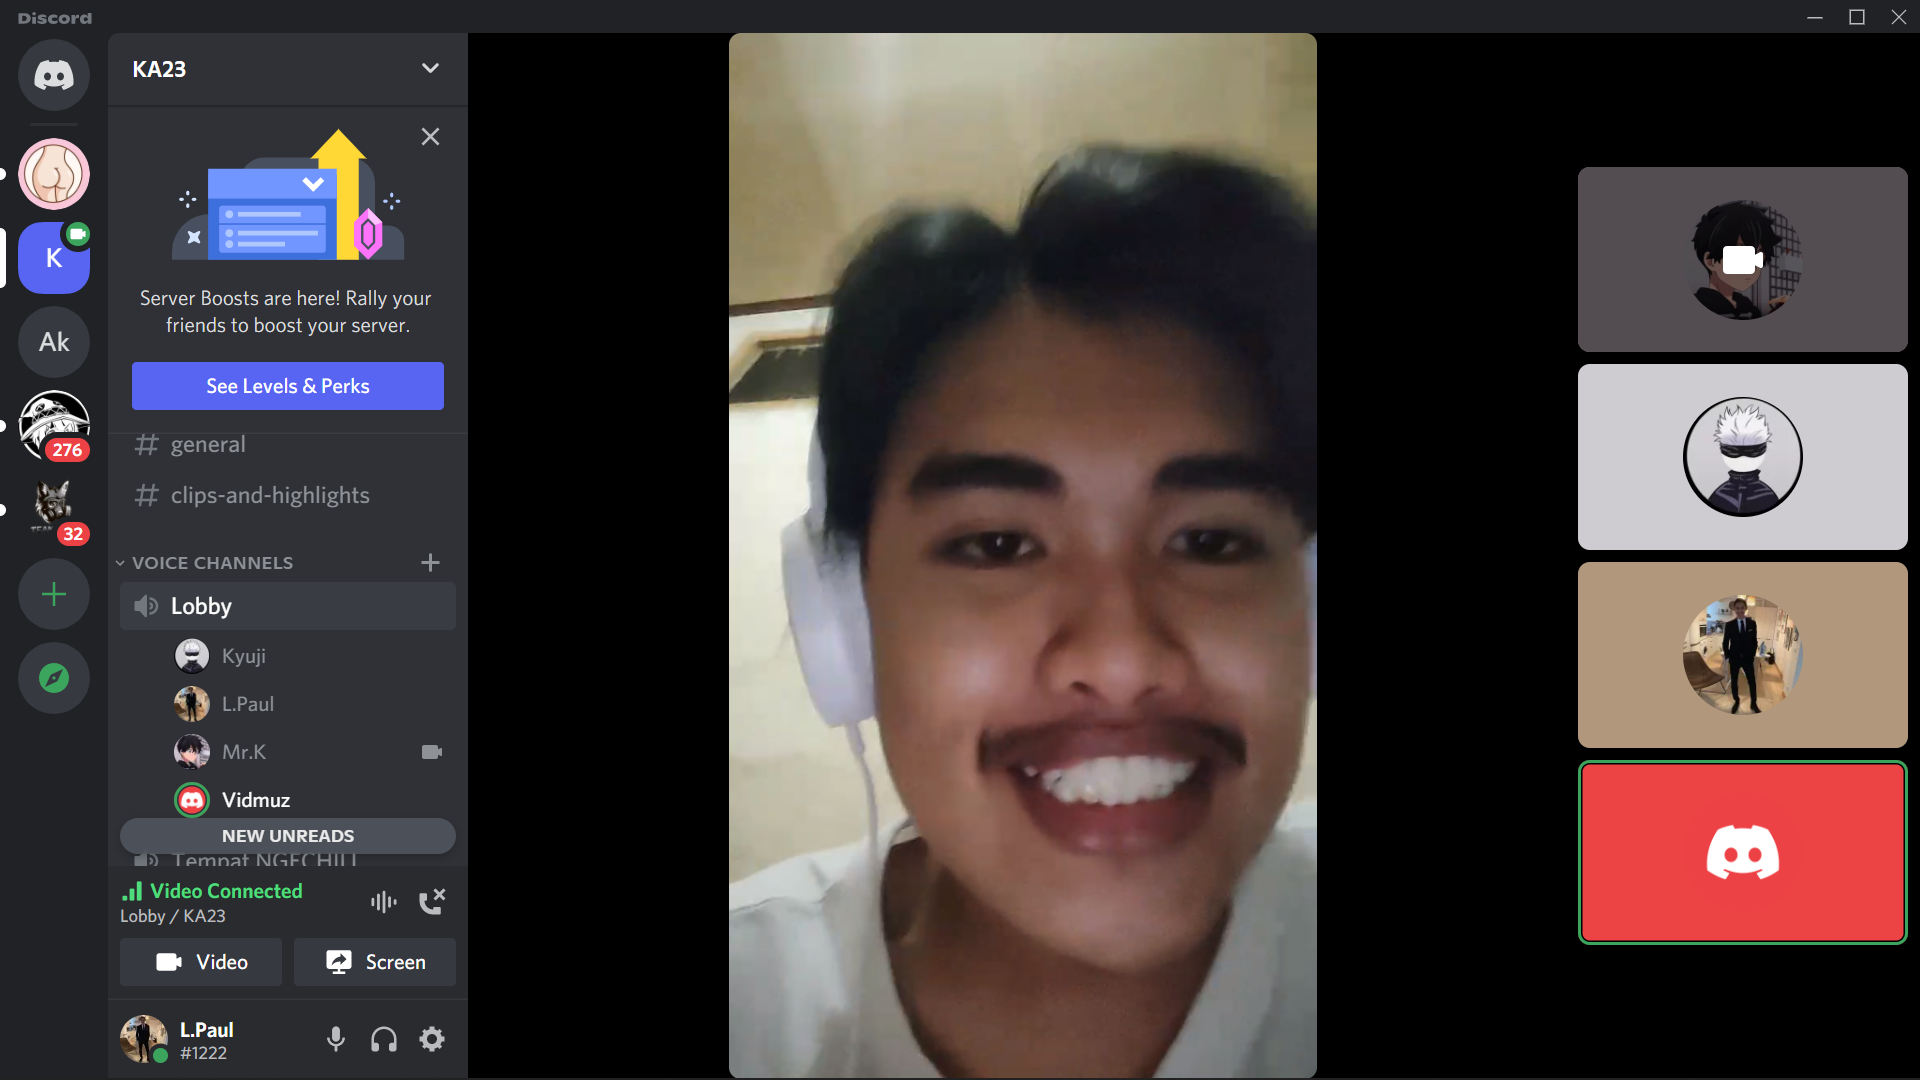 Discord
KA23
K
Server Boosts are here! Rally your
friends to boost your server.
See Levels & Perks
Ak
276
32
general
clips-and-highlights
VOICE CHANNELS
Lobby
Kyuji
L.Paul
Mr.K
Vidmuz
NEW UNREADS
Tempat NGECHILL
Video Connected
Lobby / KA23
Video
Screen
L.Paul
#1222